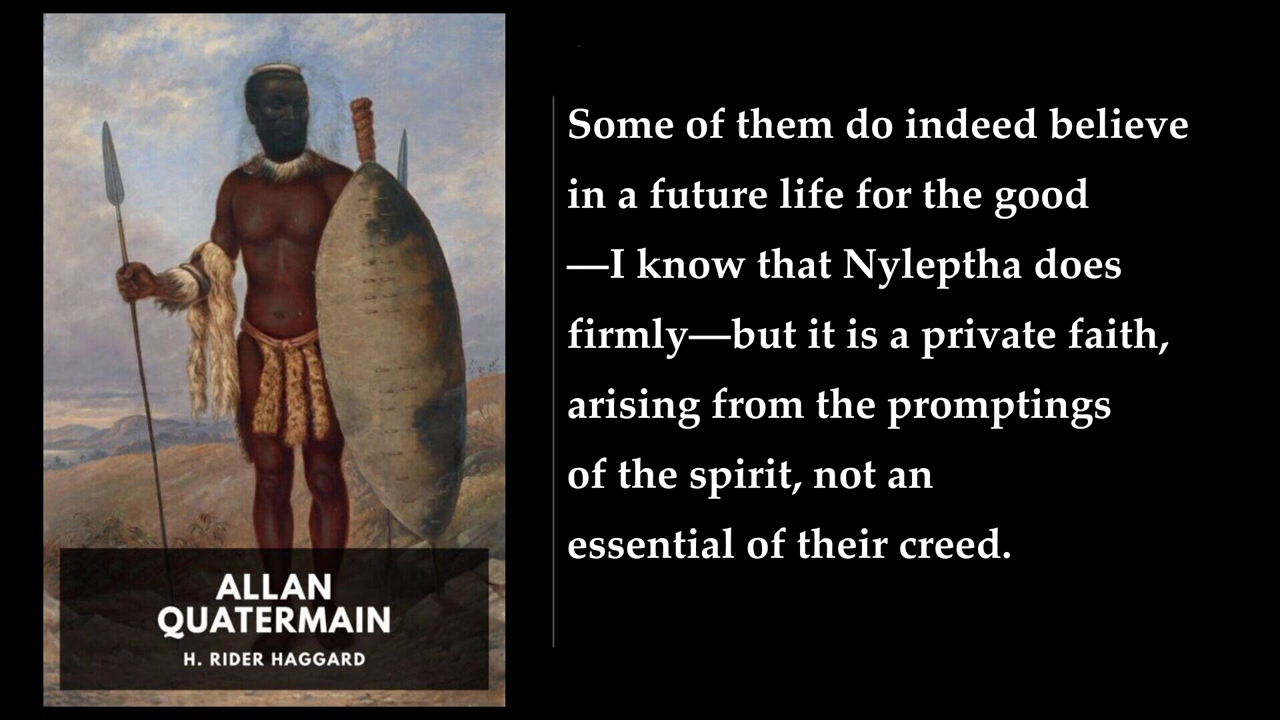 ALLAN
QUATERMAIN
H. RIDER HAGGARD
Some of them do indeed believe
in a future life for the good
—I know that Nyleptha does
firmly—but it is a private faith,
arising from the promptings
of the spirit, not an
essential of their creed.